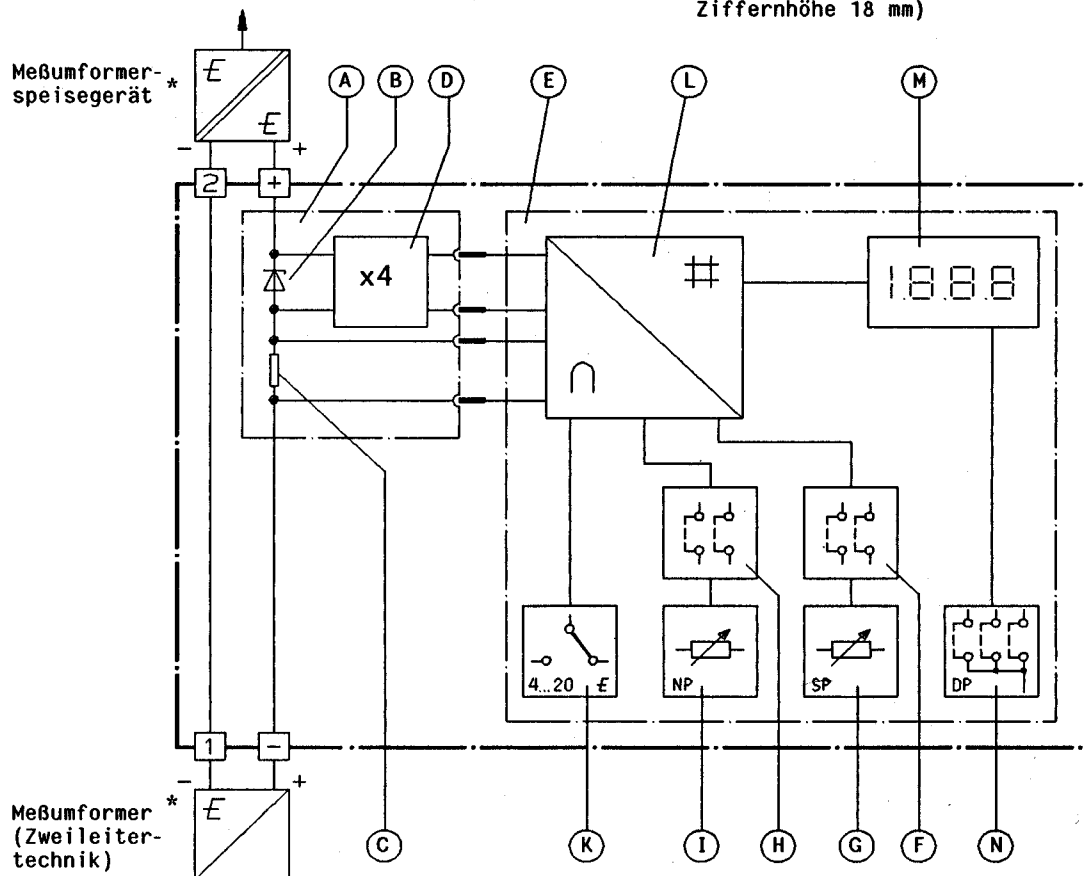 Ziffernhöhe 18 mm)
Meßumformer- *
speisegerät
E
E
A B D E L M
- +
2 +
x4
#
1.8.8.8
∩
4...20 E
NP
SP
DP
1 -
- +
Meßumformer *
(Zweileiter-
technik)
E
C K I H G F N